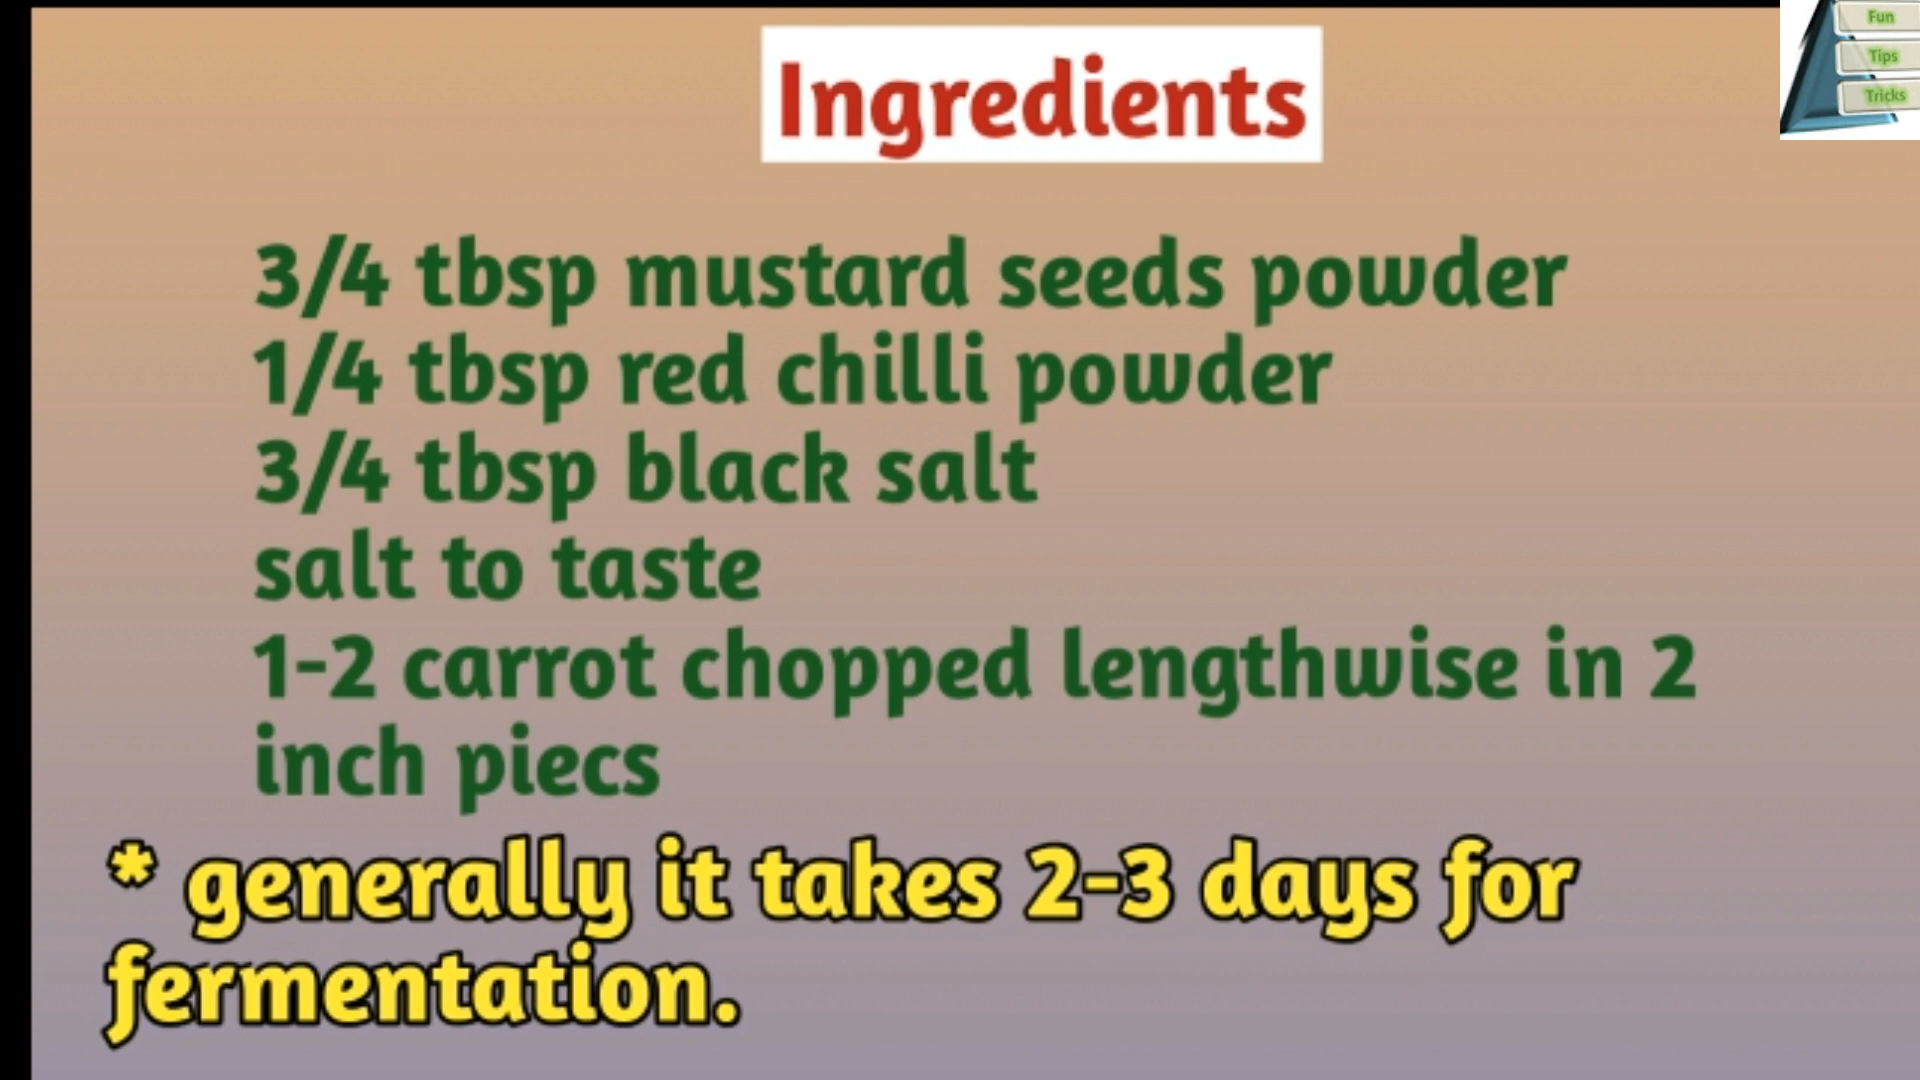 Ingredients
Fun
Tips
Tricks
3/4 tbsp mustard seeds powder
1/4 tbsp red chilli powder
3/4 tbsp black salt
salt to taste
1-2 carrot chopped lengthwise in 2
inch piecs
* generally it takes 2-3 days for
fermentation.